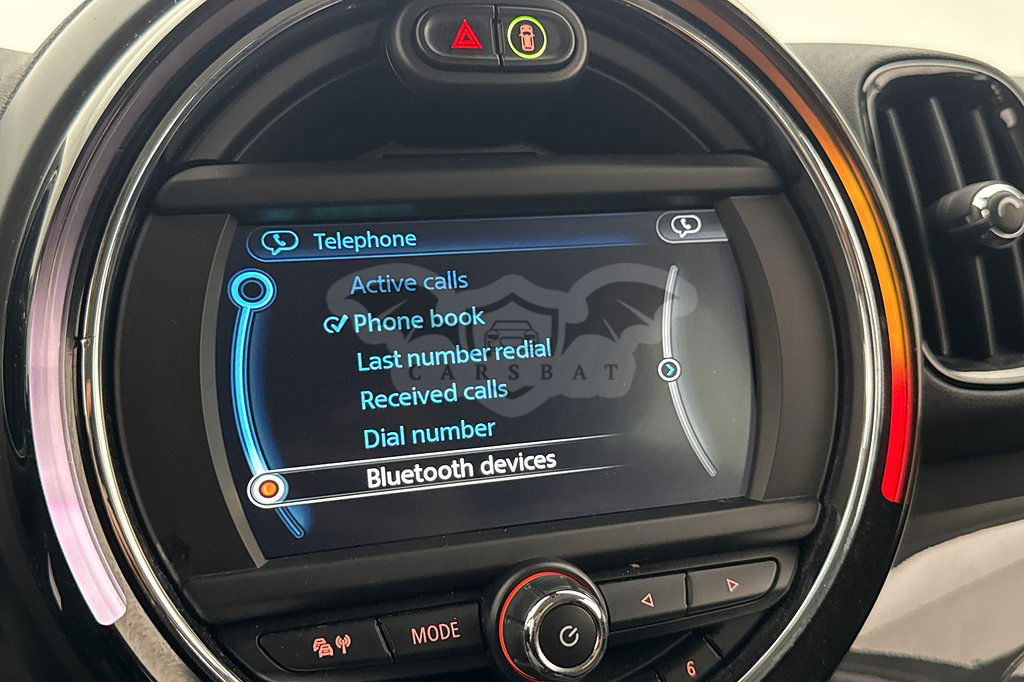 Telephone
Active calls
Phone book
Last number redial
CARSBAT
Received calls
Dial number
Bluetooth devices
MODE
6